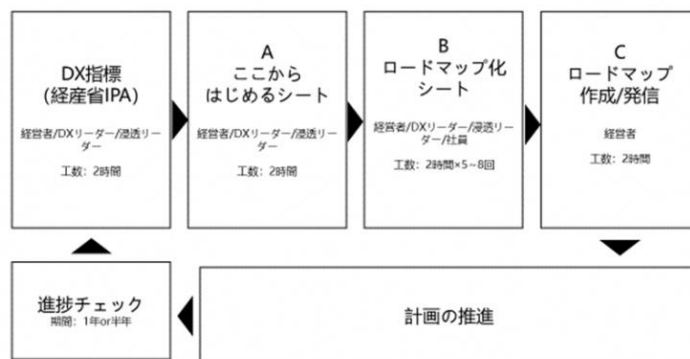 DX指標
(経産省IPA)
経営者/DXリーダー/浸透リー
ダー
工数：2時間
A
ここから
はじめるシート
経営者/DXリーダー/浸透リー
ダー
工数：2時間
B
ロードマップ化
シート
経営者/DXリーダー/浸透リー
ダー/社員
工数：2時間×5~8回
C
ロードマップ
作成/発信
経営者
工数：2時間
進捗チェック
期間：1年or半年
計画の推進